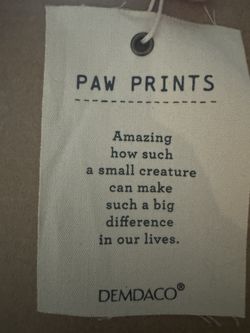 PAW PRINTS
Amazing
how such
a small creature
can make
such a big
difference
in our lives.
DEMDACO®